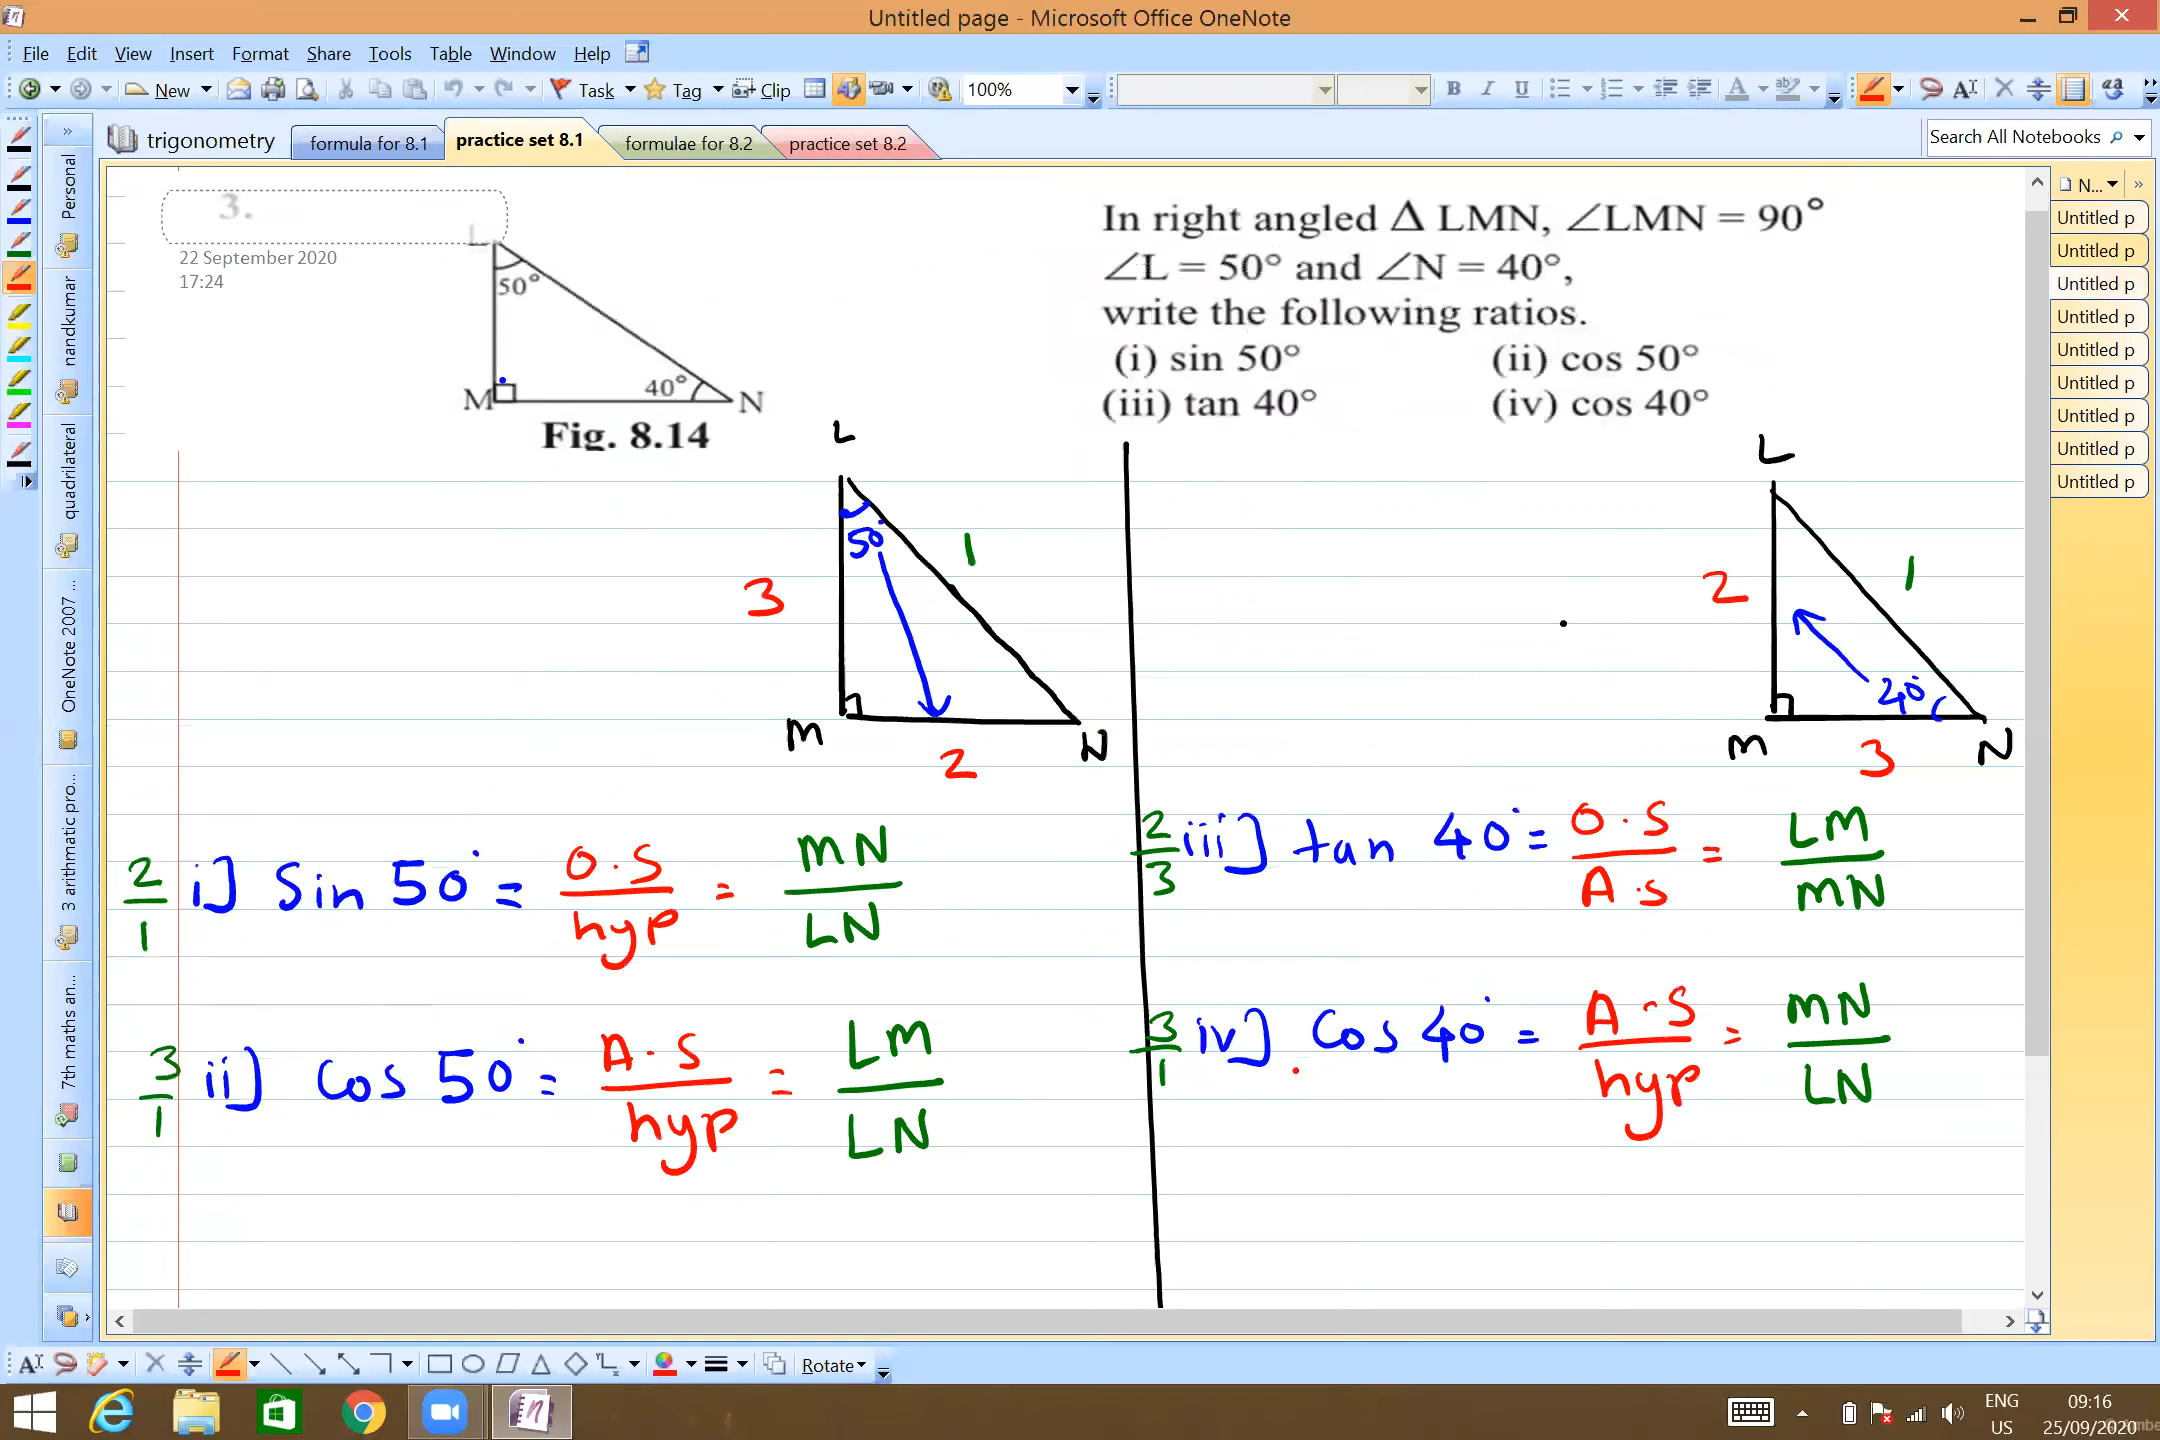 Untitled page - Microsoft Office OneNote
File Edit View Insert Format Share Tools Table Window Help
New Task Tag Clip 100% B I U
trigonometry formula for 8.1 practice set 8.1 formulae for 8.2 practice set 8.2
Search All Notebooks
N...
Untitled p
Untitled p
Untitled p
Untitled p
Untitled p
Untitled p
Untitled p
Untitled p
Untitled p
Personal
nandkumar
quadrilateral
OneNote 2007 ...
3 arithmatic pro...
7th maths an...
3.
22 September 2020
17:24
L
50°
M 40° N
Fig. 8.14
In right angled Δ LMN, ∠LMN = 90°
∠L = 50° and ∠N = 40°,
write the following ratios.
(i) sin 50° (ii) cos 50°
(iii) tan 40° (iv) cos 40°
L
50°
1
3
M N
2
L
1
2
40°
M N
3
2/1 i] Sin 50° = O.S/hyp = MN/LN
3/1 ii] Cos 50° = A.S/hyp = LM/LN
2/3 iii] tan 40° = O.S/A.S = LM/MN
3/1 iv] Cos 40° = A.S/hyp = MN/LN
Rotate
ENG
US
09:16
25/09/2020